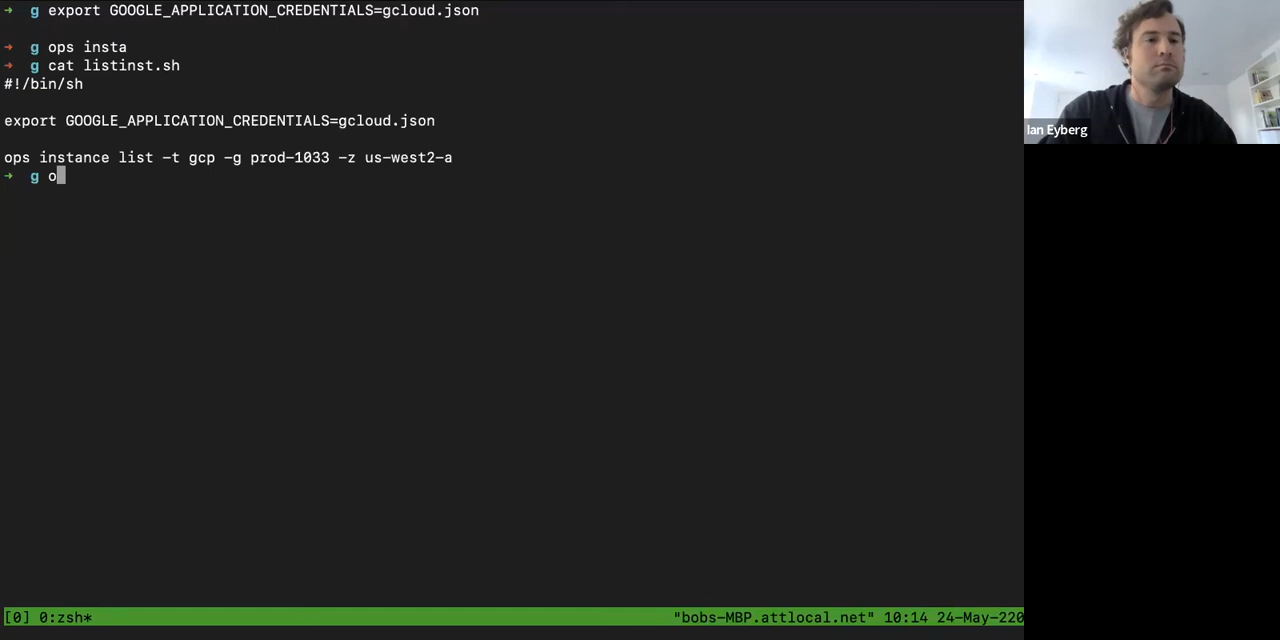 ➜  g export GOOGLE_APPLICATION_CREDENTIALS=gcloud.json
➜  g ops insta
➜  g cat listinst.sh
#!/bin/sh
export GOOGLE_APPLICATION_CREDENTIALS=gcloud.json
ops instance list -t gcp -g prod-1033 -z us-west2-a
➜  g o
Ian Eyberg
[0] 0:zsh* "bobs-MBP.attlocal.net" 10:14 24-May-220